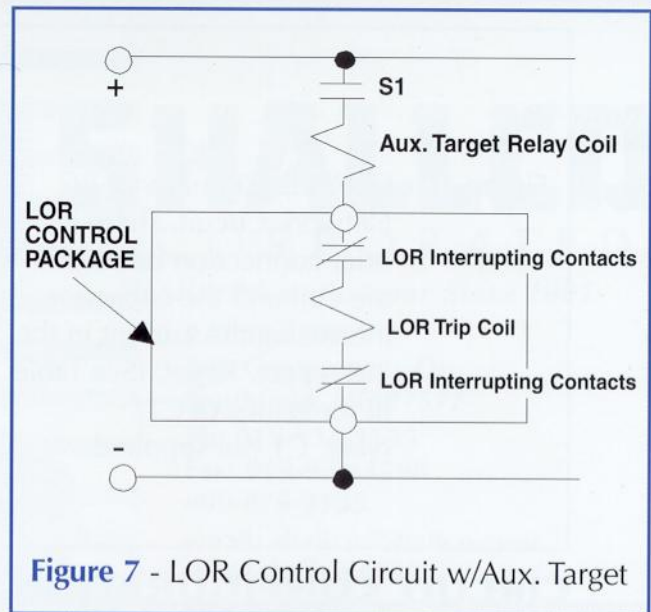 +
S1
Aux. Target Relay Coil
LOR
CONTROL
PACKAGE
LOR Interrupting Contacts
LOR Trip Coil
LOR Interrupting Contacts
-
Figure 7 - LOR Control Circuit w/Aux. Target